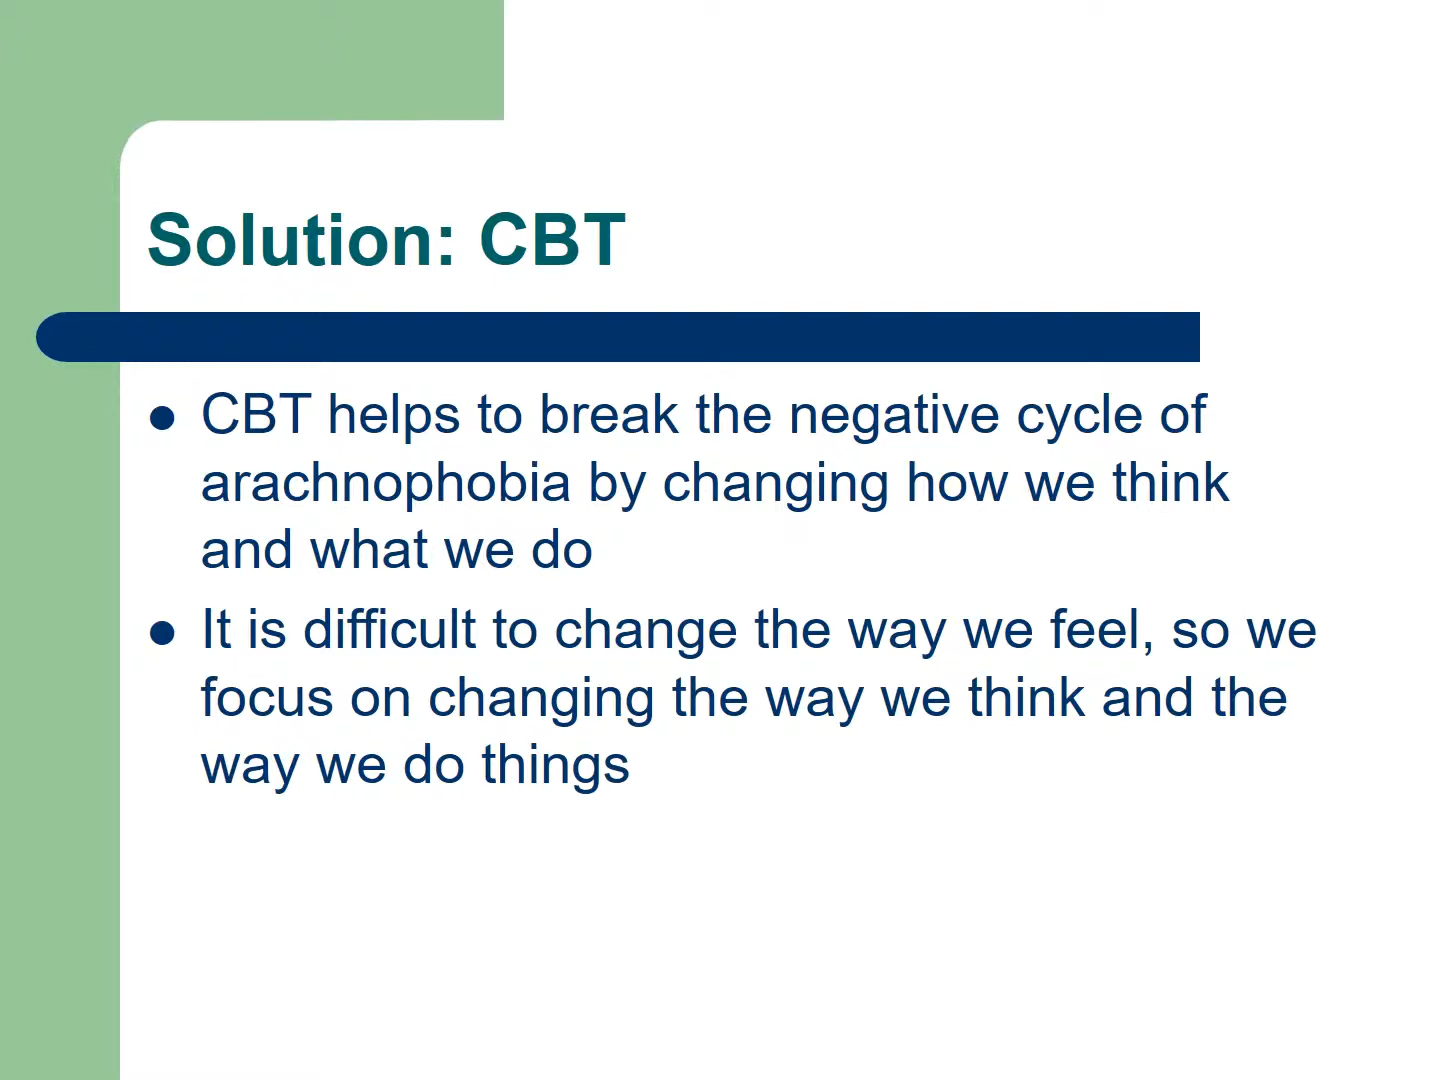 Solution: CBT
CBT helps to break the negative cycle of
arachnophobia by changing how we think
and what we do
It is difficult to change the way we feel, so we
focus on changing the way we think and the
way we do things